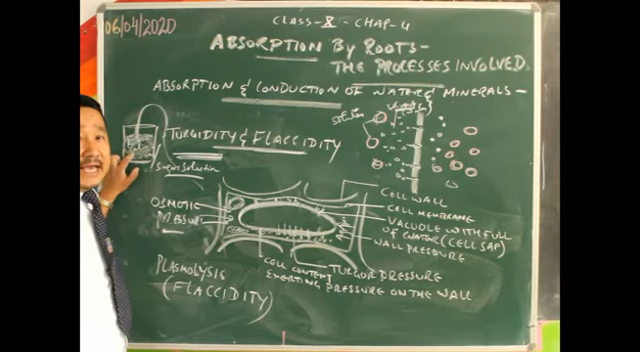 06/04/2020
CLASS-X - CHAP-4
ABSORPTION By ROOTS-
THE PROCESSES INVOLVED.
ABSORPTION & CONDUCTION OF WATER & MINERALS-
TURGIDITY & FLACCIDITY
Sugar solution
CELL WALL
CELL MEMBRANE
OSMOTIC
PRESSURE
VACUOLE WITH FULL
OF WATER (CELL SAP)
WALL PRESSURE
CELL CONTENT
EXERTING PRESSURE ON THE WALL
TURGOR PRESSURE
PLASMOLYSIS
(FLACCIDITY)